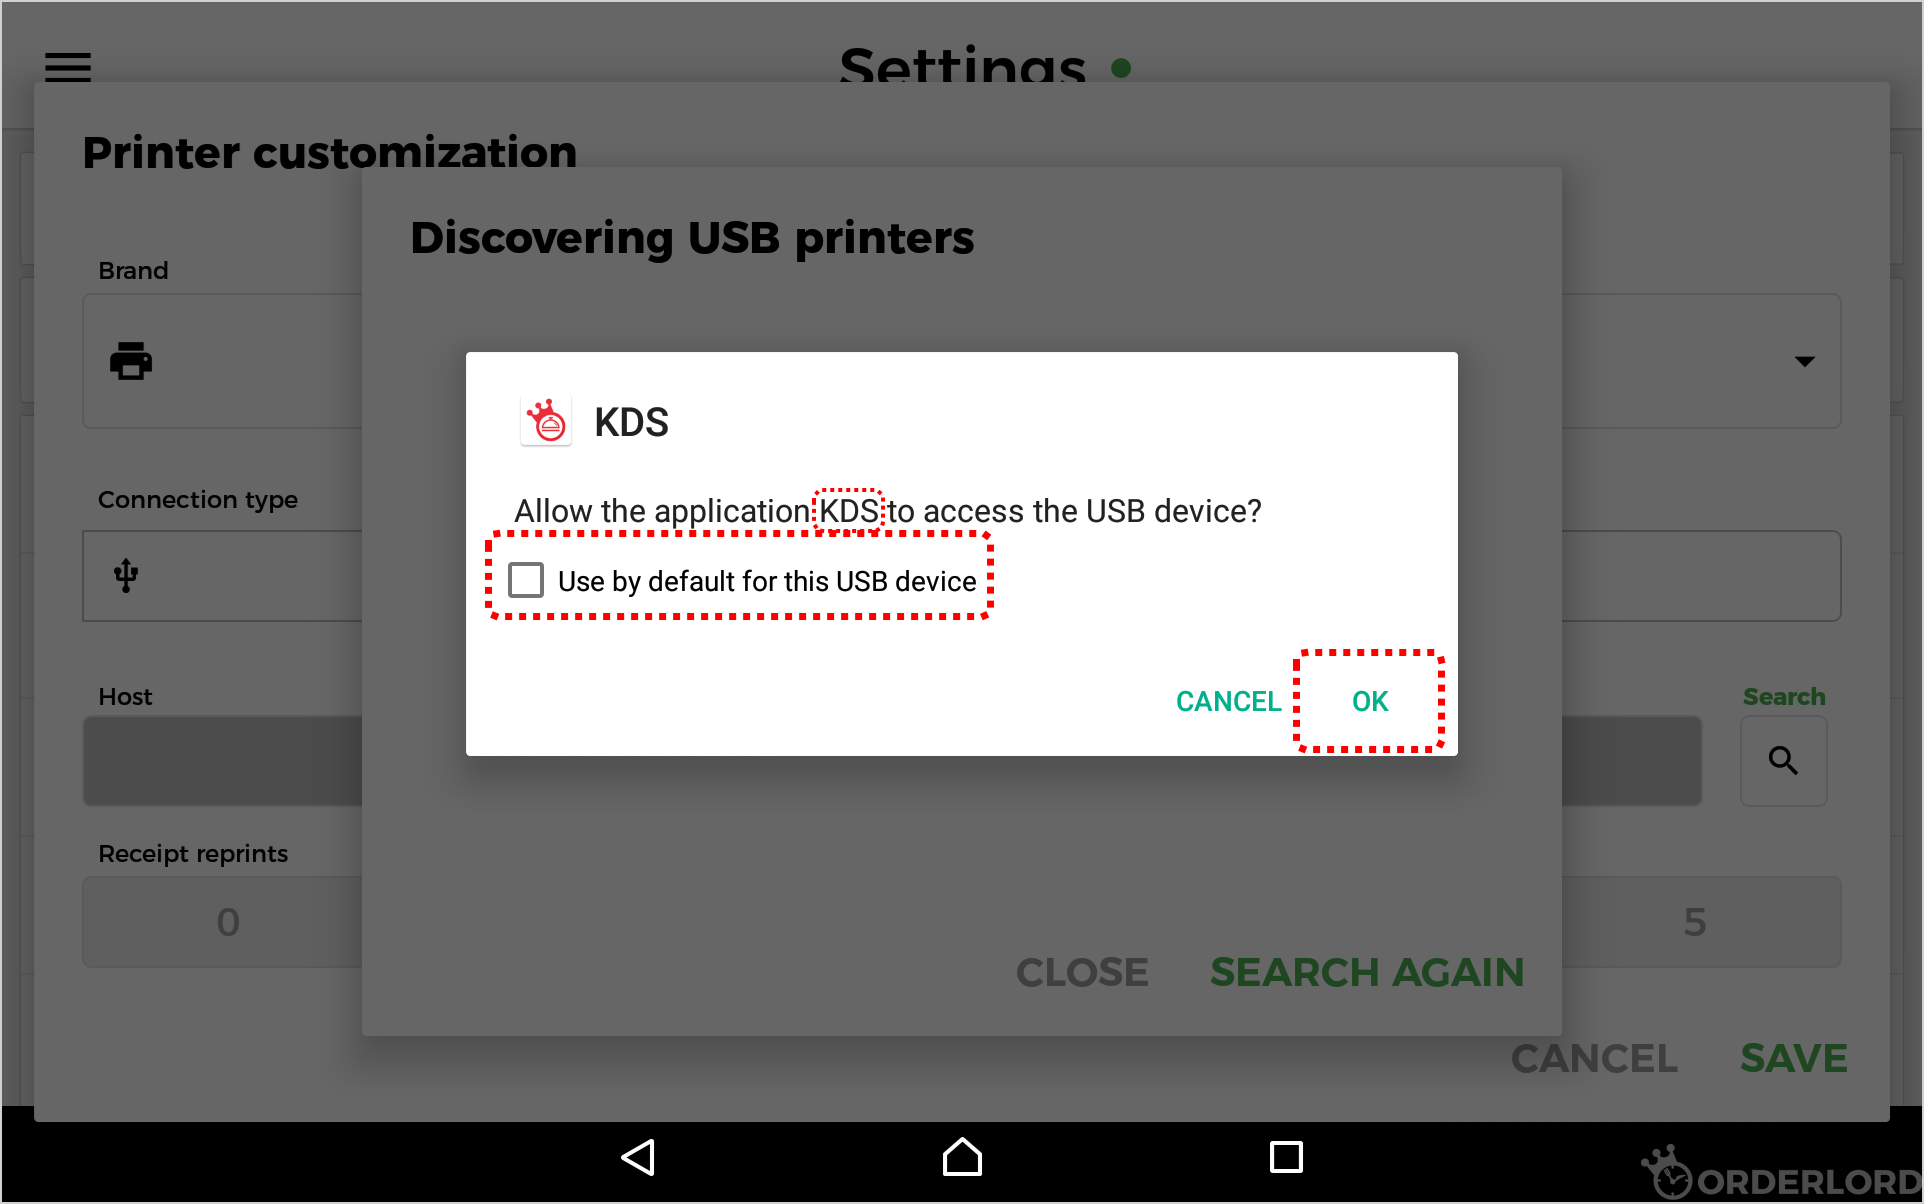 Settings
Printer customization
Discovering USB printers
Brand
KDS
Allow the application KDS to access the USB device?
Connection type
Use by default for this USB device
CANCEL OK
Host
Search
Receipt reprints
0
5
CLOSE SEARCH AGAIN
CANCEL SAVE
ORDERLORD